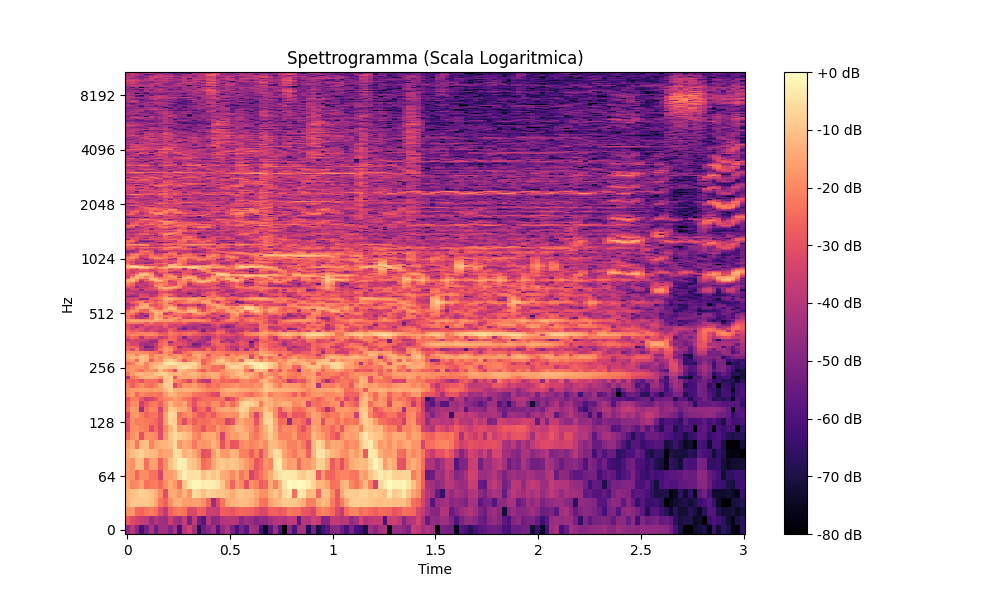 Spettrogramma (Scala Logaritmica)
8192
4096
2048
1024
512
256
128
64
0
Hz
0
0.5
1
1.5
2
2.5
3
Time
+0 dB
-10 dB
-20 dB
-30 dB
-40 dB
-50 dB
-60 dB
-70 dB
-80 dB